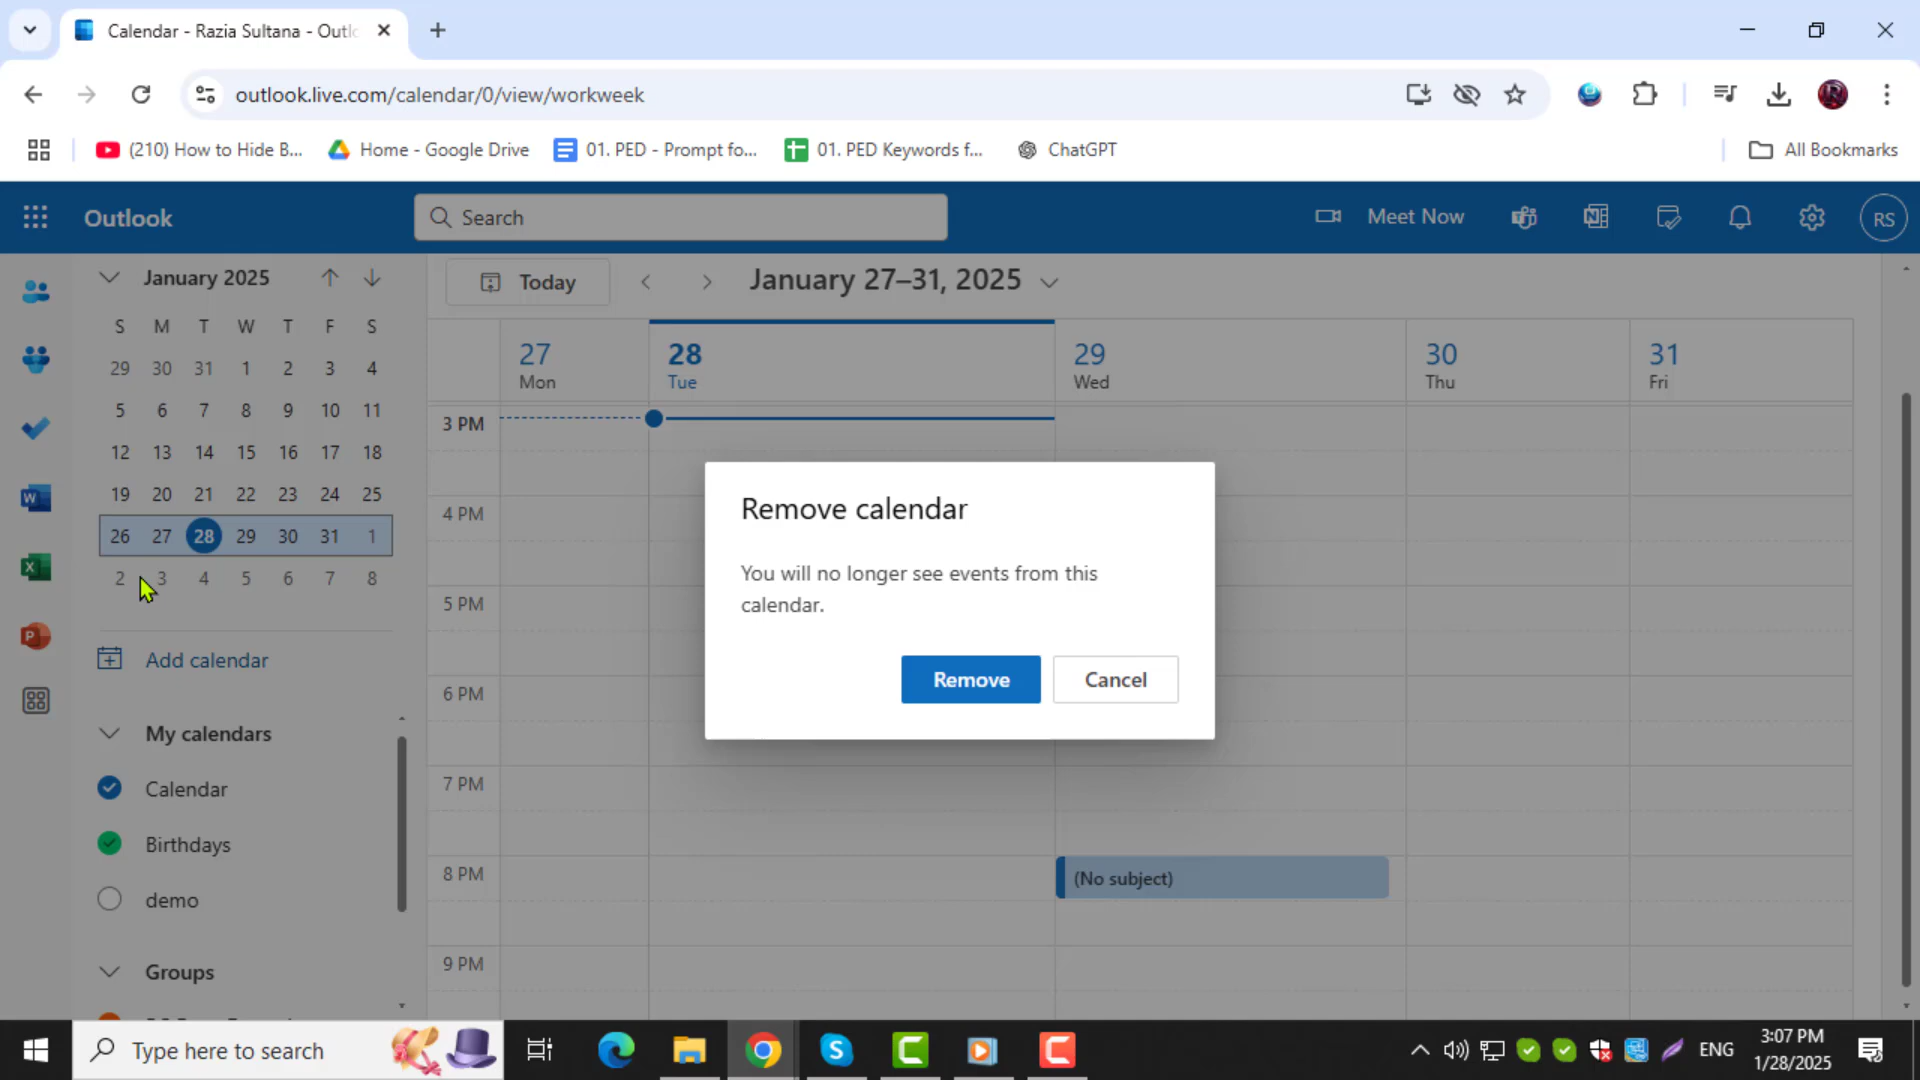 Calendar - Razia Sultana - Outl
outlook.live.com/calendar/0/view/workweek
(210) How to Hide B...
Home - Google Drive
01. PED - Prompt fo...
01. PED Keywords f...
ChatGPT
All Bookmarks
Outlook
Search
Meet Now
RS
January 2025
S M T W T F S
29 30 31 1 2 3 4
5 6 7 8 9 10 11
12 13 14 15 16 17 18
19 20 21 22 23 24 25
26 27 28 29 30 31 1
2 3 4 5 6 7 8
Add calendar
My calendars
Calendar
Birthdays
demo
Groups
Today
January 27–31, 2025
27
Mon
28
Tue
29
Wed
30
Thu
31
Fri
3 PM
4 PM
5 PM
6 PM
7 PM
8 PM
9 PM
(No subject)
Remove calendar
You will no longer see events from this
calendar.
Remove
Cancel
Type here to search
ENG
3:07 PM
1/28/2025